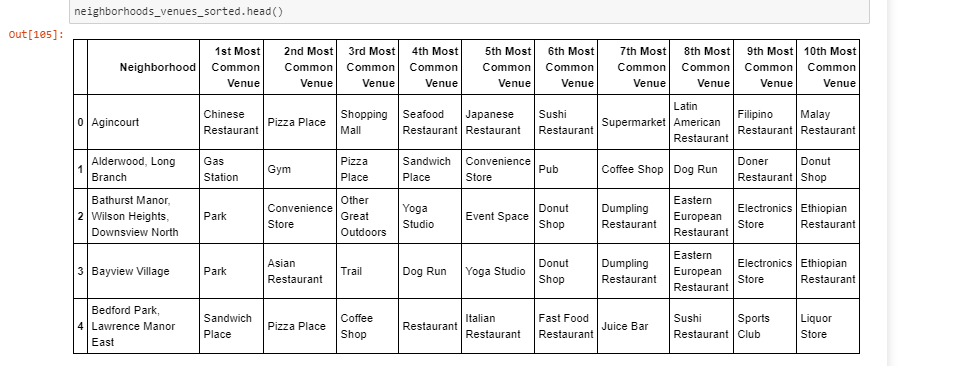 neighborhoods_venues_sorted.head()
Out[105]:
Neighborhood 1st Most Common Venue 2nd Most Common Venue 3rd Most Common Venue 4th Most Common Venue 5th Most Common Venue 6th Most Common Venue 7th Most Common Venue 8th Most Common Venue 9th Most Common Venue 10th Most Common Venue
0 Agincourt Chinese Restaurant Pizza Place Shopping Mall Seafood Restaurant Japanese Restaurant Sushi Restaurant Supermarket Latin American Restaurant Filipino Restaurant Malay Restaurant
1 Alderwood, Long Branch Gas Station Gym Pizza Place Sandwich Place Convenience Store Pub Coffee Shop Dog Run Doner Restaurant Donut Shop
2 Bathurst Manor, Wilson Heights, Downsview North Park Convenience Store Other Great Outdoors Yoga Studio Event Space Donut Shop Dumpling Restaurant Eastern European Restaurant Electronics Store Ethiopian Restaurant
3 Bayview Village Park Asian Restaurant Trail Dog Run Yoga Studio Donut Shop Dumpling Restaurant Eastern European Restaurant Electronics Store Ethiopian Restaurant
4 Bedford Park, Lawrence Manor East Sandwich Place Pizza Place Coffee Shop Restaurant Italian Restaurant Fast Food Restaurant Juice Bar Sushi Restaurant Sports Club Liquor Store